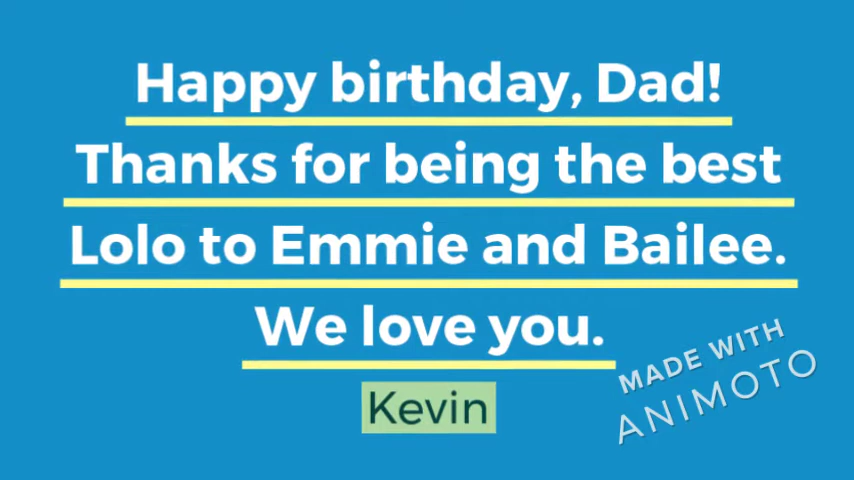 Happy birthday, Dad!
Thanks for being the best
Lolo to Emmie and Bailee.
We love you.
Kevin
MADE WITH
ANIMOTO